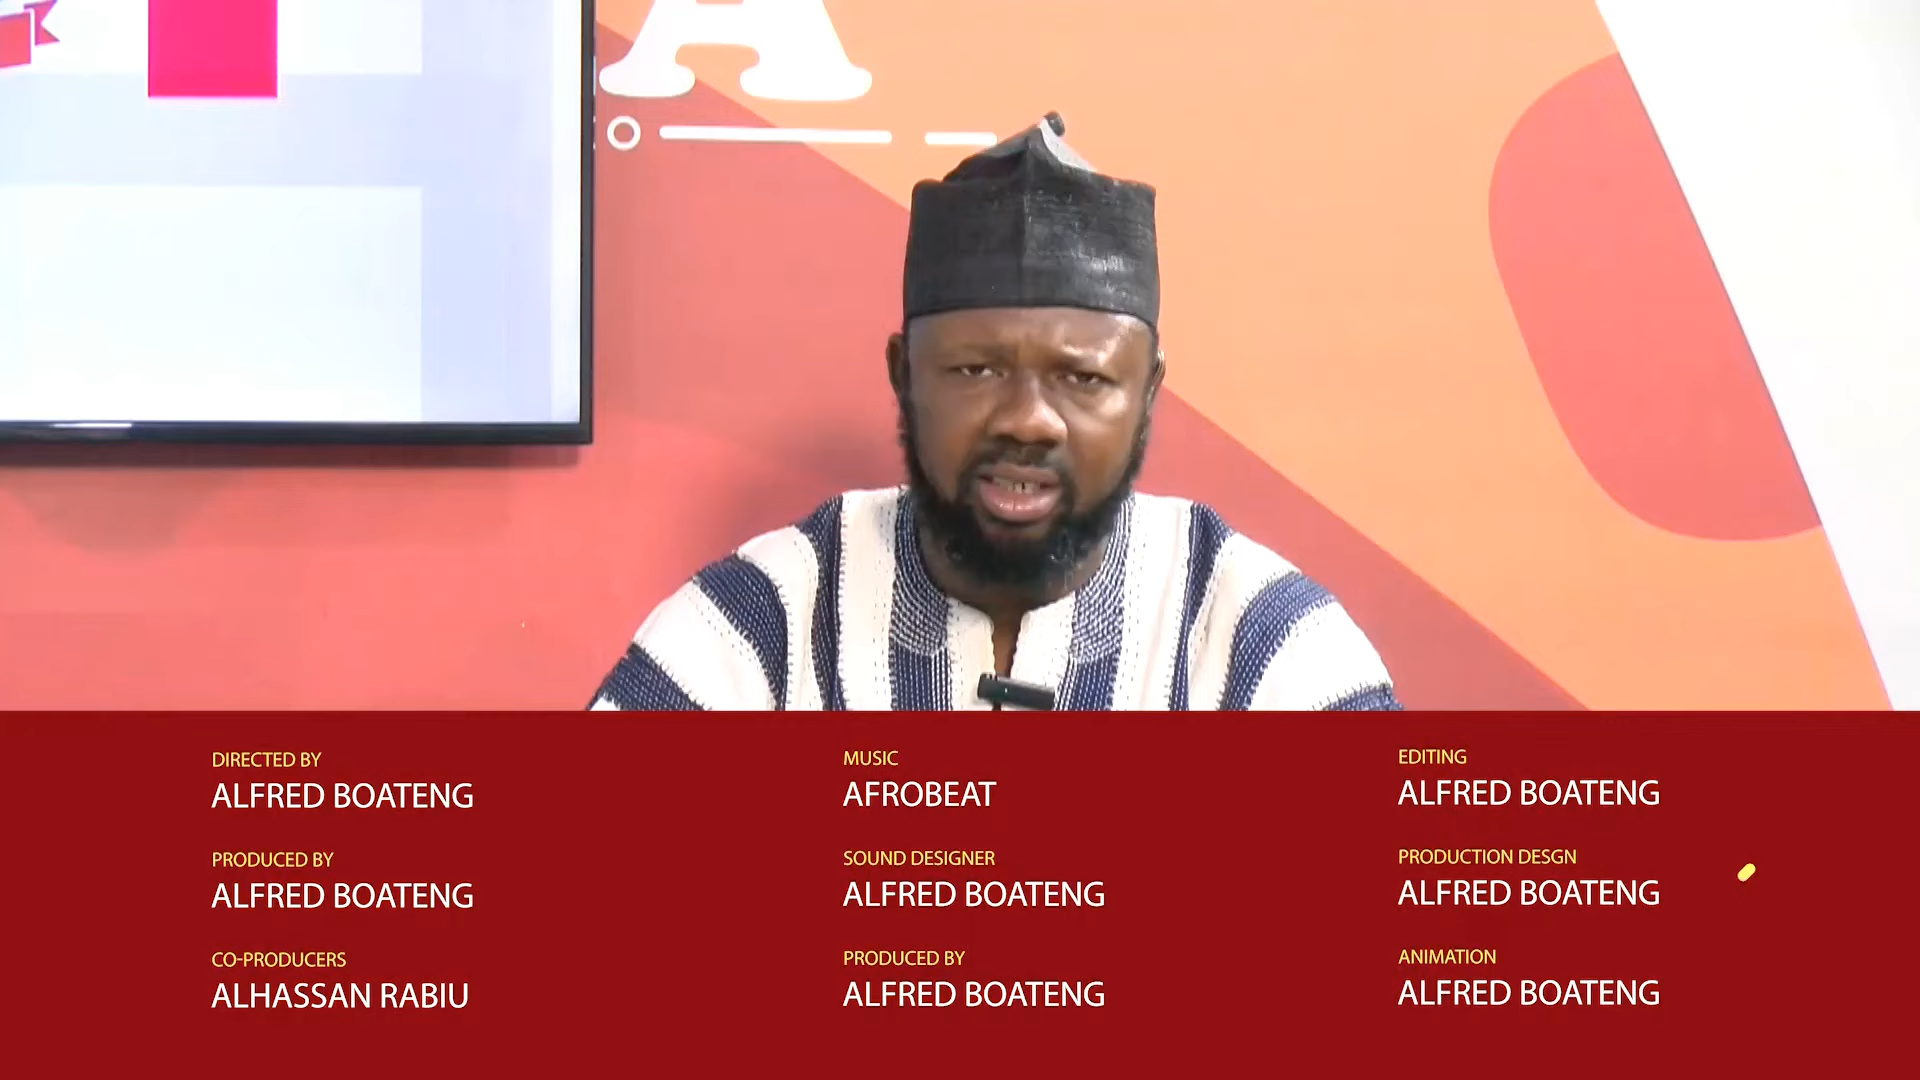 A
DIRECTED BY
ALFRED BOATENG
PRODUCED BY
ALFRED BOATENG
CO-PRODUCERS
ALHASSAN RABIU
MUSIC
AFROBEAT
SOUND DESIGNER
ALFRED BOATENG
PRODUCED BY
ALFRED BOATENG
EDITING
ALFRED BOATENG
PRODUCTION DESGN
ALFRED BOATENG
ANIMATION
ALFRED BOATENG